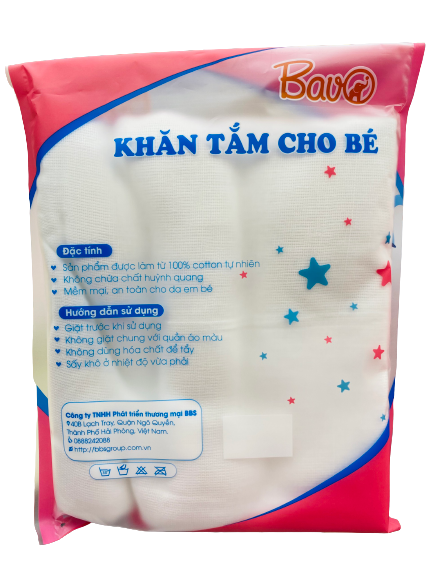 Bavo
KHĂN TẮM CHO BÉ
Đặc tính
Sản phẩm được làm từ 100% cotton tự nhiên
Không chứa chất huỳnh quang
Mềm mại, an toàn cho da em bé
Hướng dẫn sử dụng
Giặt trước khi sử dụng
Không giặt chung với quần áo màu
Không dùng hóa chất để tẩy
Sấy khô ở nhiệt độ vừa phải
Công ty TNHH Phát triển thương mại BBS
40B Lạch Tray, Quận Ngô Quyền,
Thành Phố Hải Phòng, Việt Nam.
0888242088
http://bbsgroup.com.vn